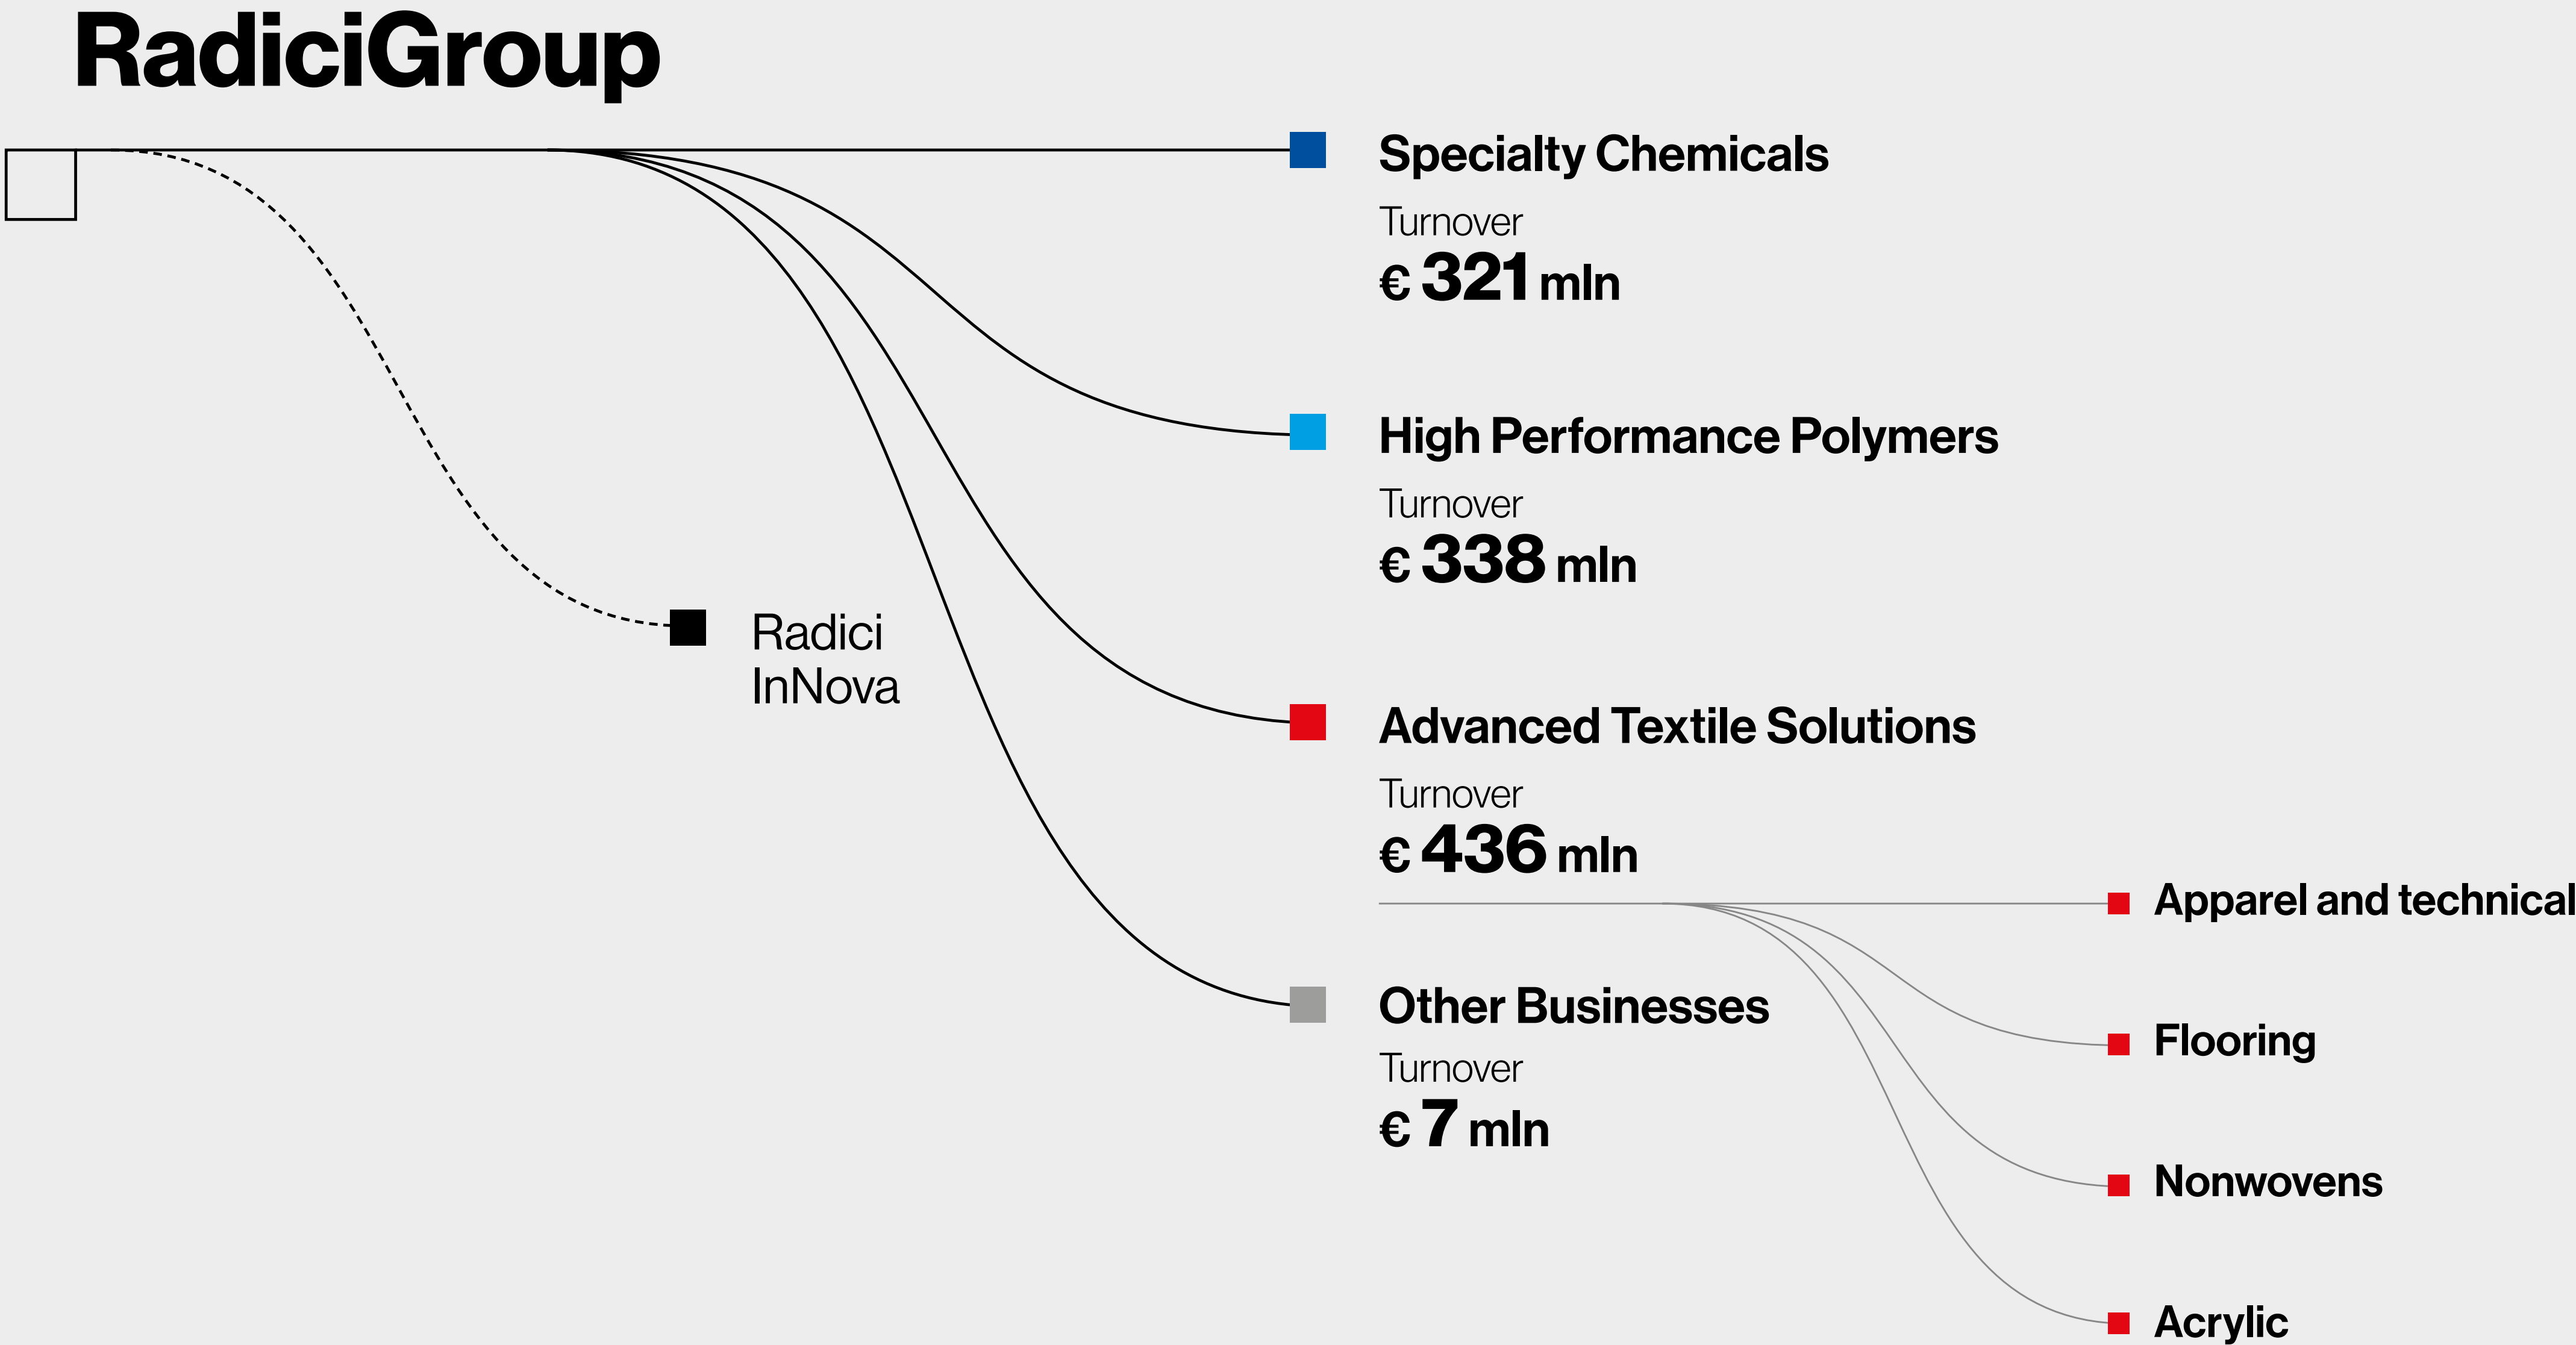 RadiciGroup
Specialty Chemicals
Turnover
€ 321 mln
High Performance Polymers
Turnover
€ 338 mln
Radici
InNova
Advanced Textile Solutions
Turnover
€ 436 mln
Apparel and technical
Flooring
Nonwovens
Acrylic
Other Businesses
Turnover
€ 7 mln